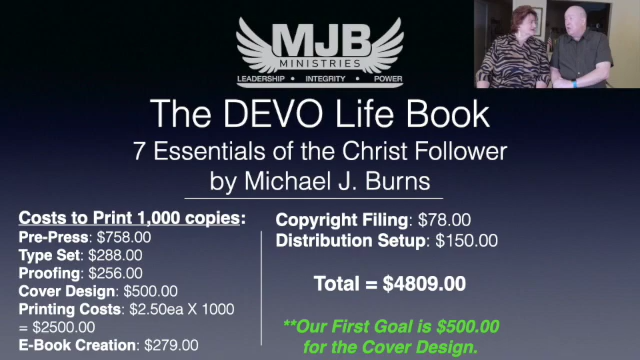 MJB
MINISTRIES
LEADERSHIP • INTEGRITY • POWER
The DEVO Life Book
7 Essentials of the Christ Follower
by Michael J. Burns
Costs to Print 1,000 copies:
Pre-Press: $758.00
Type Set: $288.00
Proofing: $256.00
Cover Design: $500.00
Printing Costs: $2.50ea X 1000
= $2500.00
E-Book Creation: $279.00
Copyright Filing: $78.00
Distribution Setup: $150.00
Total = $4809.00
**Our First Goal is $500.00
for the Cover Design.